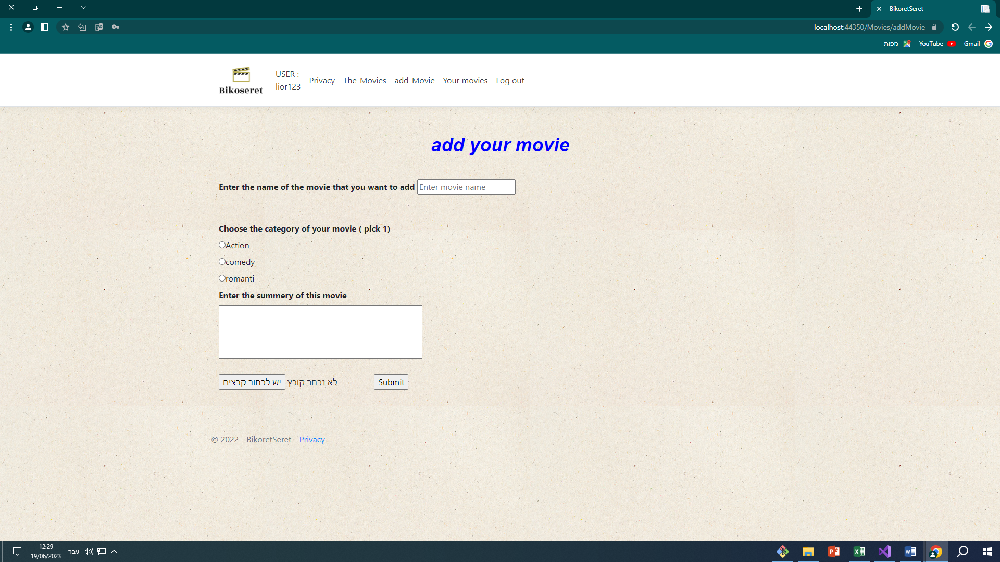 - BikoretSeret
localhost:44350/Movies/addMovie
Gmail
YouTube
מפות
Bikoseret
USER :
lior123
Privacy
The-Movies
add-Movie
Your movies
Log out
add your movie
Enter the name of the movie that you want to add
Enter movie name
Choose the category of your movie ( pick 1)
Action
comedy
romanti
Enter the summery of this movie
יש לבחור קבצים
לא נבחר קובץ
Submit
© 2022 - BikoretSeret - Privacy
12:29
19/06/2023
עבר